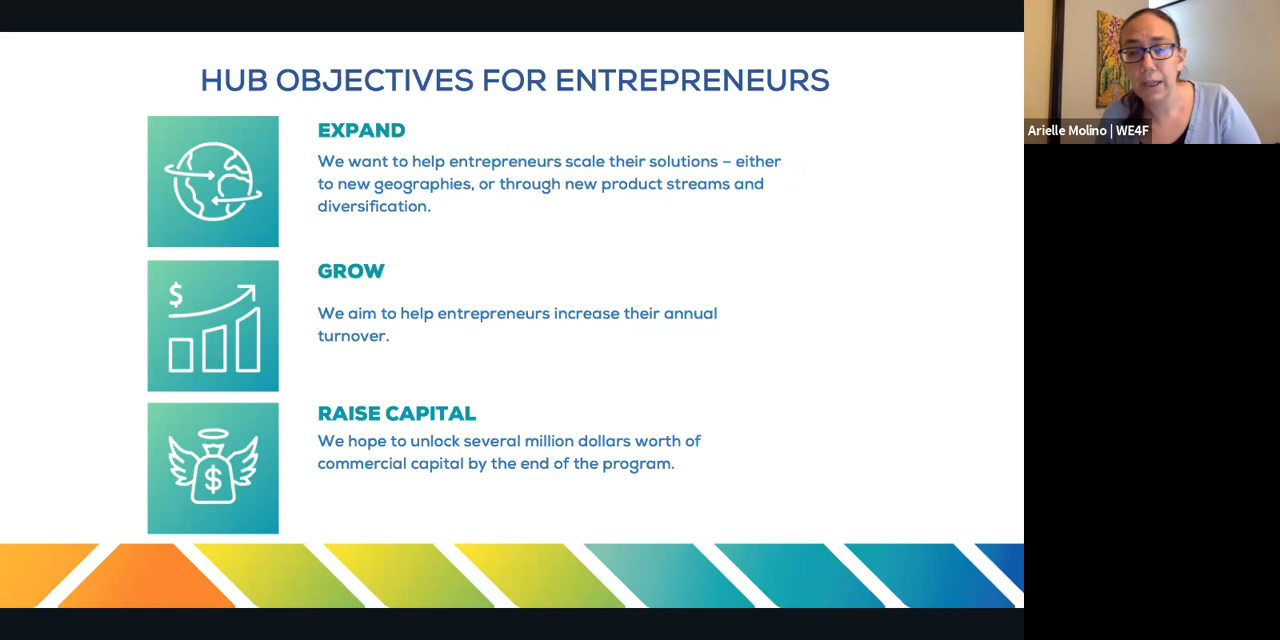 HUB OBJECTIVES FOR ENTREPRENEURS
EXPAND
We want to help entrepreneurs scale their solutions – either
to new geographies, or through new product streams and
diversification.
$
GROW
We aim to help entrepreneurs increase their annual
turnover.
$
RAISE CAPITAL
We hope to unlock several million dollars worth of
commercial capital by the end of the program.
Arielle Molino | WE4F